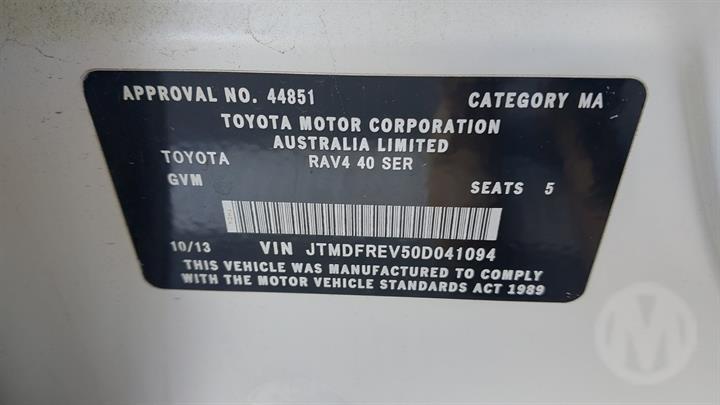 APPROVAL NO. 44851 CATEGORY MA
TOYOTA MOTOR CORPORATION
AUSTRALIA LIMITED
TOYOTA RAV4 40 SER
GVM SEATS 5
10/13 VIN JTMDFREV50D041094
THIS VEHICLE WAS MANUFACTURED TO COMPLY
WITH THE MOTOR VEHICLE STANDARDS ACT 1989
M